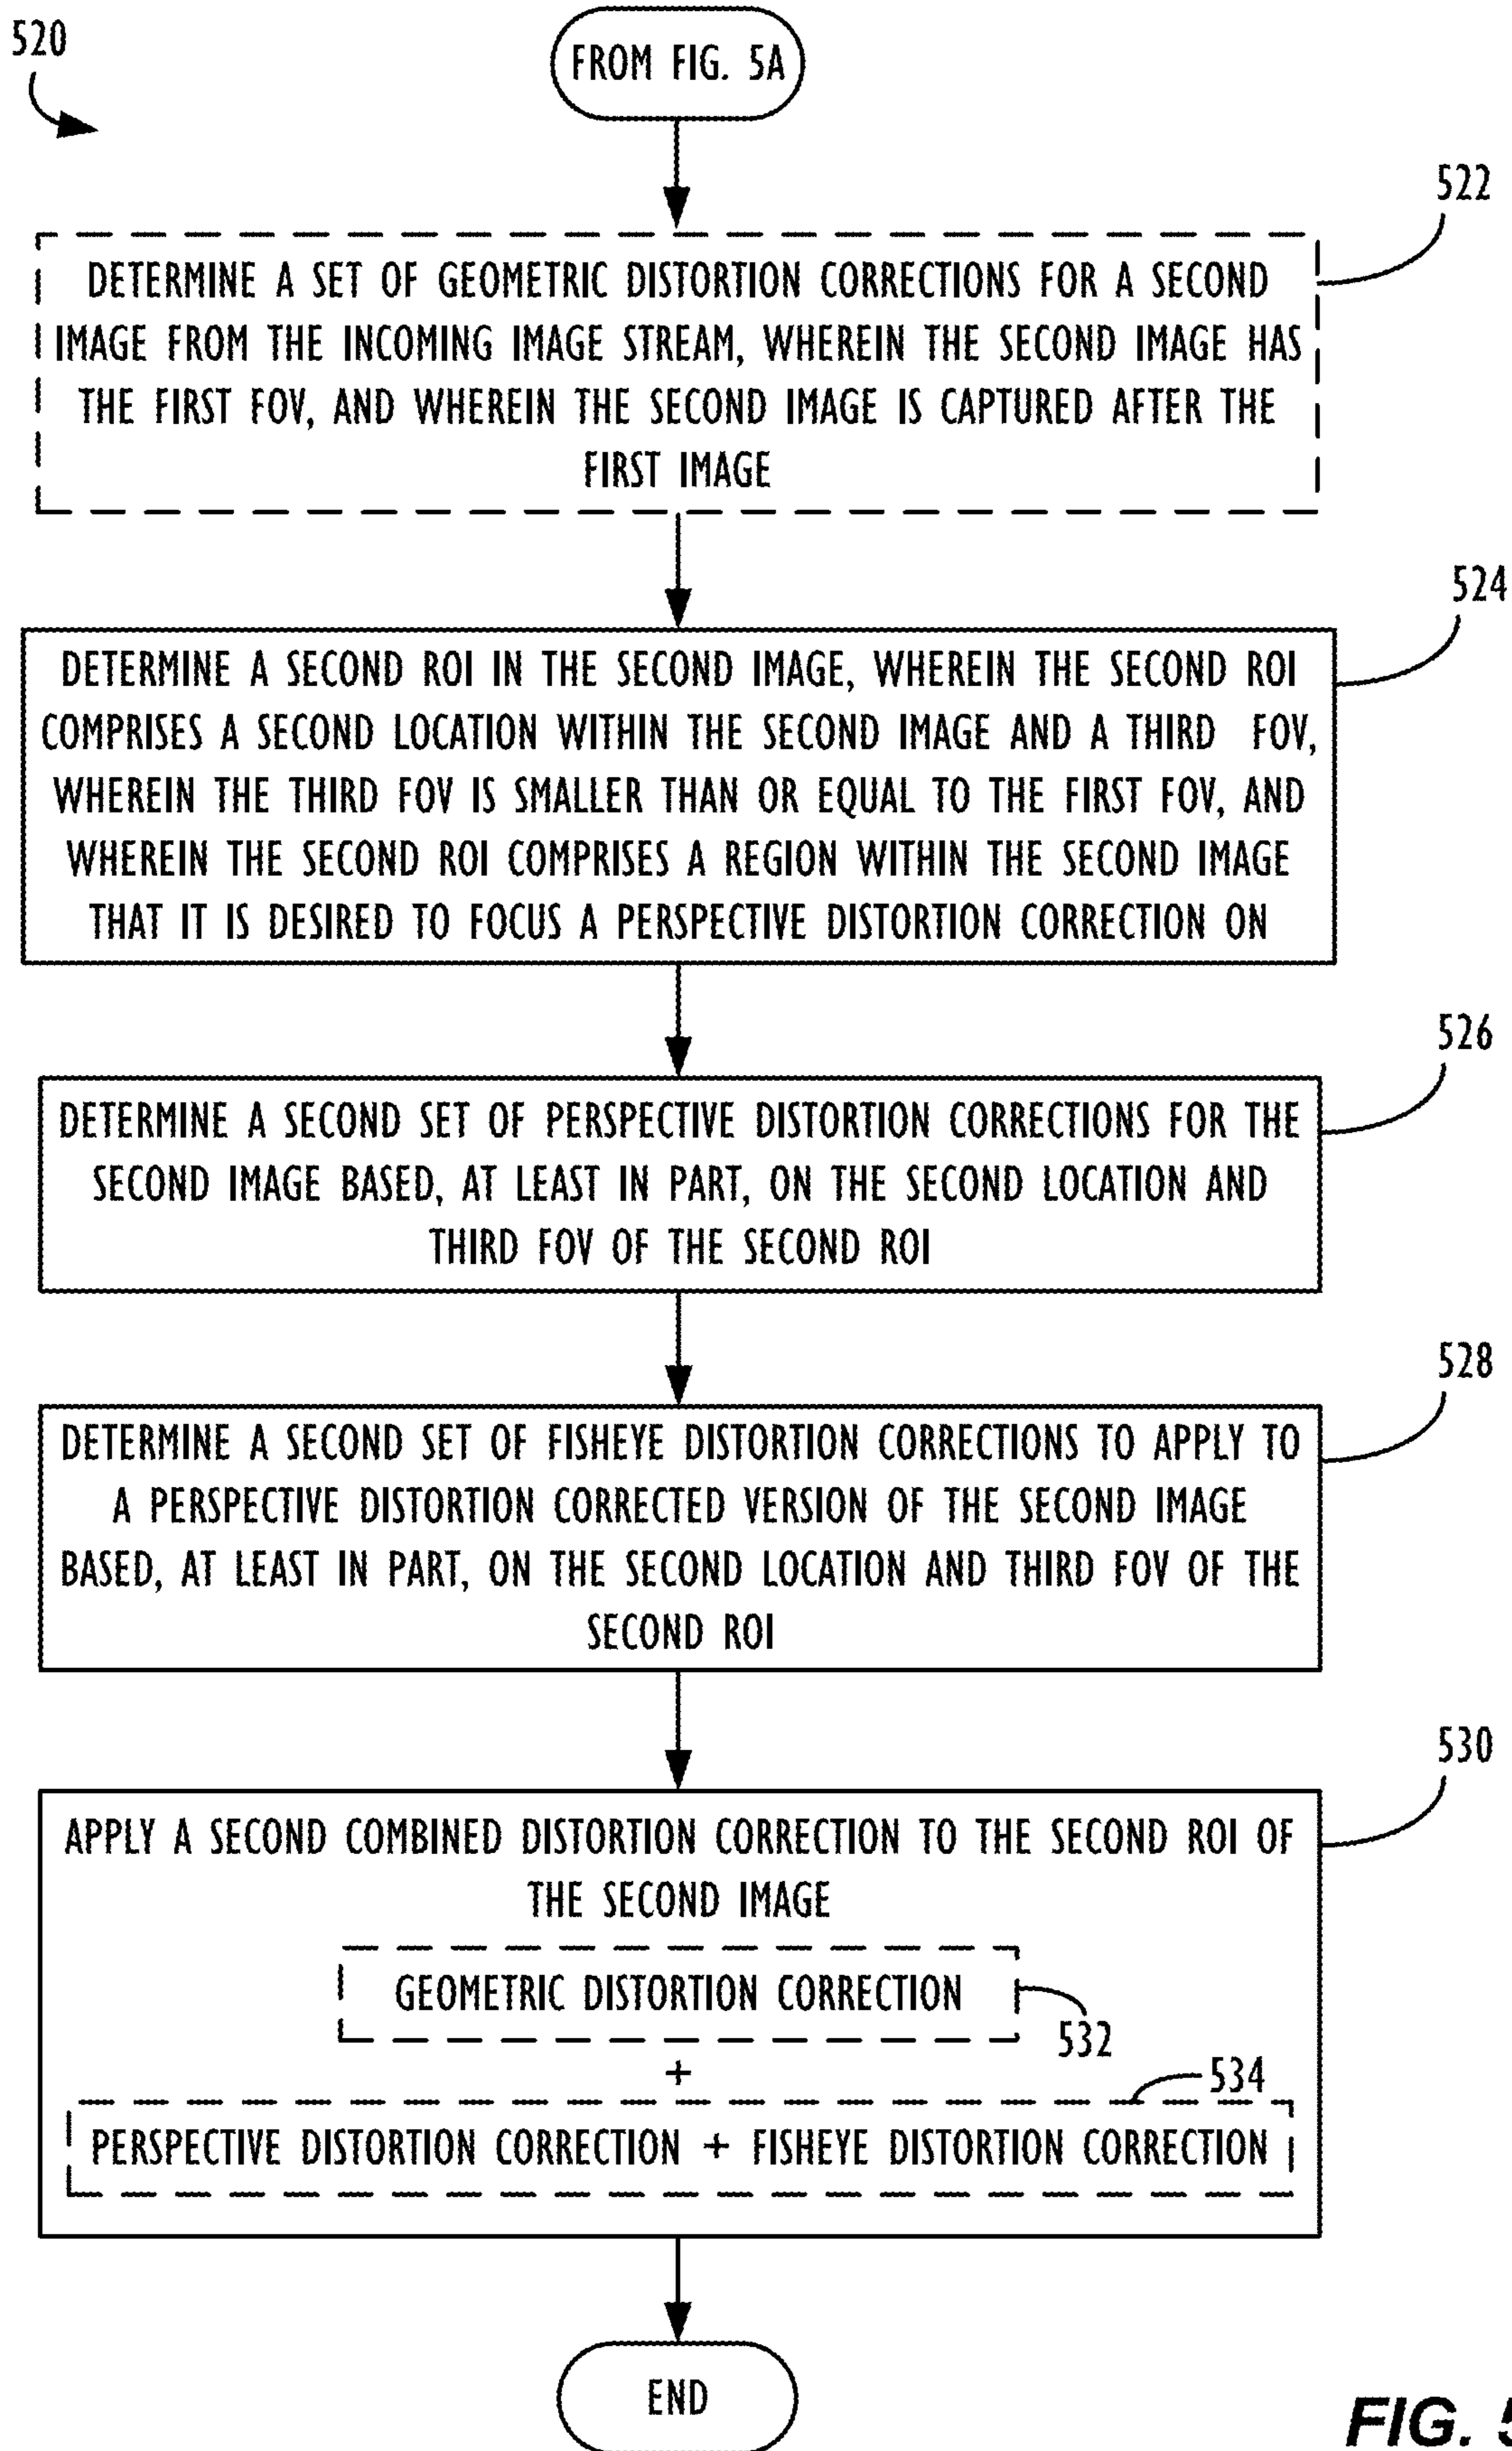 520
FROM FIG. 5A
522
DETERMINE A SET OF GEOMETRIC DISTORTION CORRECTIONS FOR A SECOND
IMAGE FROM THE INCOMING IMAGE STREAM, WHEREIN THE SECOND IMAGE HAS
THE FIRST FOV, AND WHEREIN THE SECOND IMAGE IS CAPTURED AFTER THE
FIRST IMAGE
524
DETERMINE A SECOND ROI IN THE SECOND IMAGE, WHEREIN THE SECOND ROI
COMPRISES A SECOND LOCATION WITHIN THE SECOND IMAGE AND A THIRD FOV,
WHEREIN THE THIRD FOV IS SMALLER THAN OR EQUAL TO THE FIRST FOV, AND
WHEREIN THE SECOND ROI COMPRISES A REGION WITHIN THE SECOND IMAGE
THAT IT IS DESIRED TO FOCUS A PERSPECTIVE DISTORTION CORRECTION ON
526
DETERMINE A SECOND SET OF PERSPECTIVE DISTORTION CORRECTIONS FOR THE
SECOND IMAGE BASED, AT LEAST IN PART, ON THE SECOND LOCATION AND
THIRD FOV OF THE SECOND ROI
528
DETERMINE A SECOND SET OF FISHEYE DISTORTION CORRECTIONS TO APPLY TO
A PERSPECTIVE DISTORTION CORRECTED VERSION OF THE SECOND IMAGE
BASED, AT LEAST IN PART, ON THE SECOND LOCATION AND THIRD FOV OF THE
SECOND ROI
530
APPLY A SECOND COMBINED DISTORTION CORRECTION TO THE SECOND ROI OF
THE SECOND IMAGE
GEOMETRIC DISTORTION CORRECTION
532
+
534
PERSPECTIVE DISTORTION CORRECTION + FISHEYE DISTORTION CORRECTION
END
FIG. 5